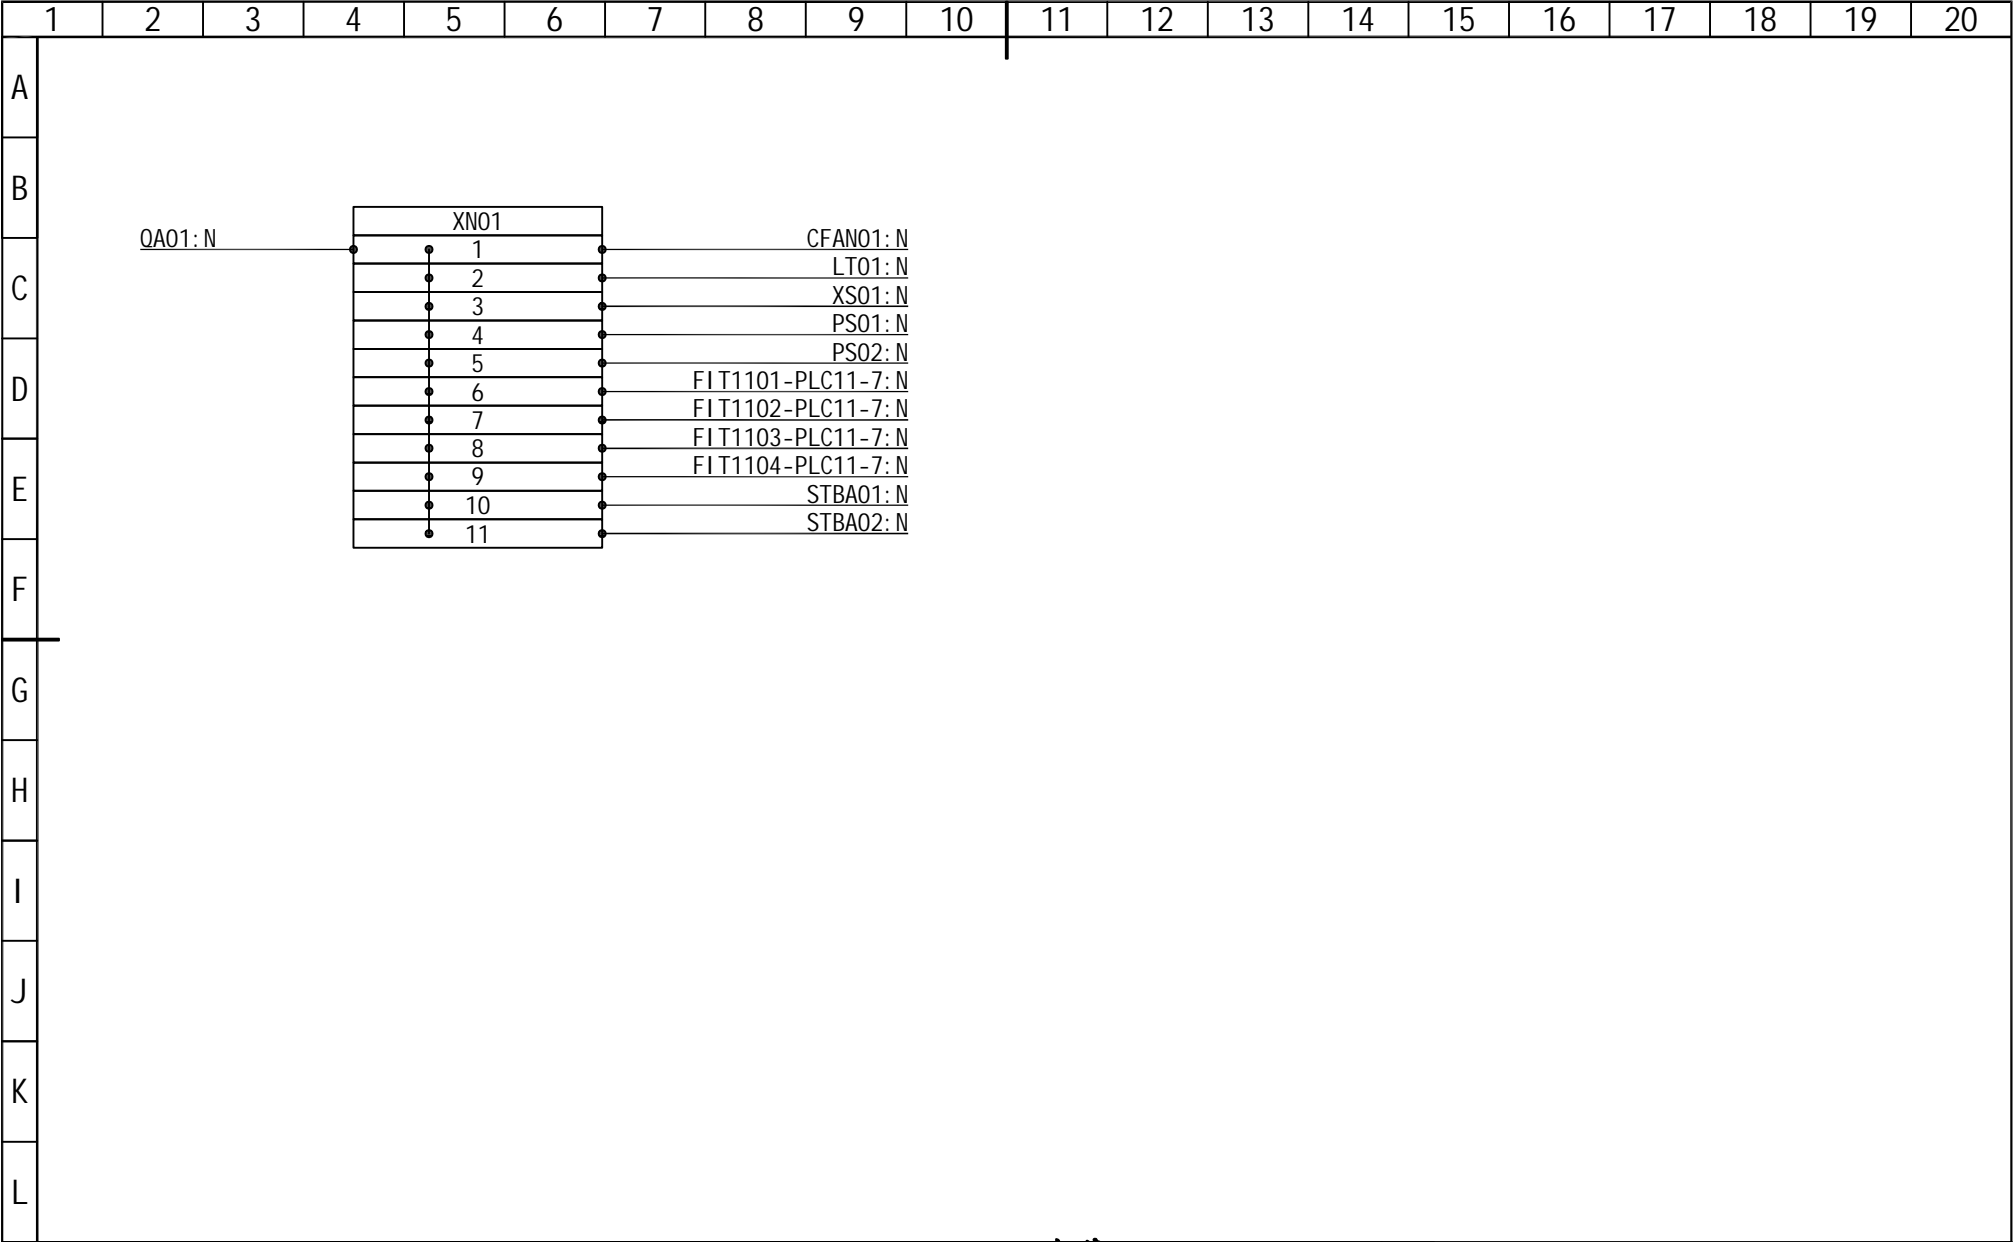 1 2 3 4 5 6 7 8 9 10 11 12 13 14 15 16 17 18 19 20
A
B
XN01
QA01:N 1 CFAN01:N
2 LT01:N
C
3 XS01:N
4 PS01:N
5 PS02:N
D
6 FIT1101-PLC11-7:N
7 FIT1102-PLC11-7:N
8 FIT1103-PLC11-7:N
9 FIT1104-PLC11-7:N
E
10 STBA01:N
11 STBA02:N
F
G
H
I
J
K
L